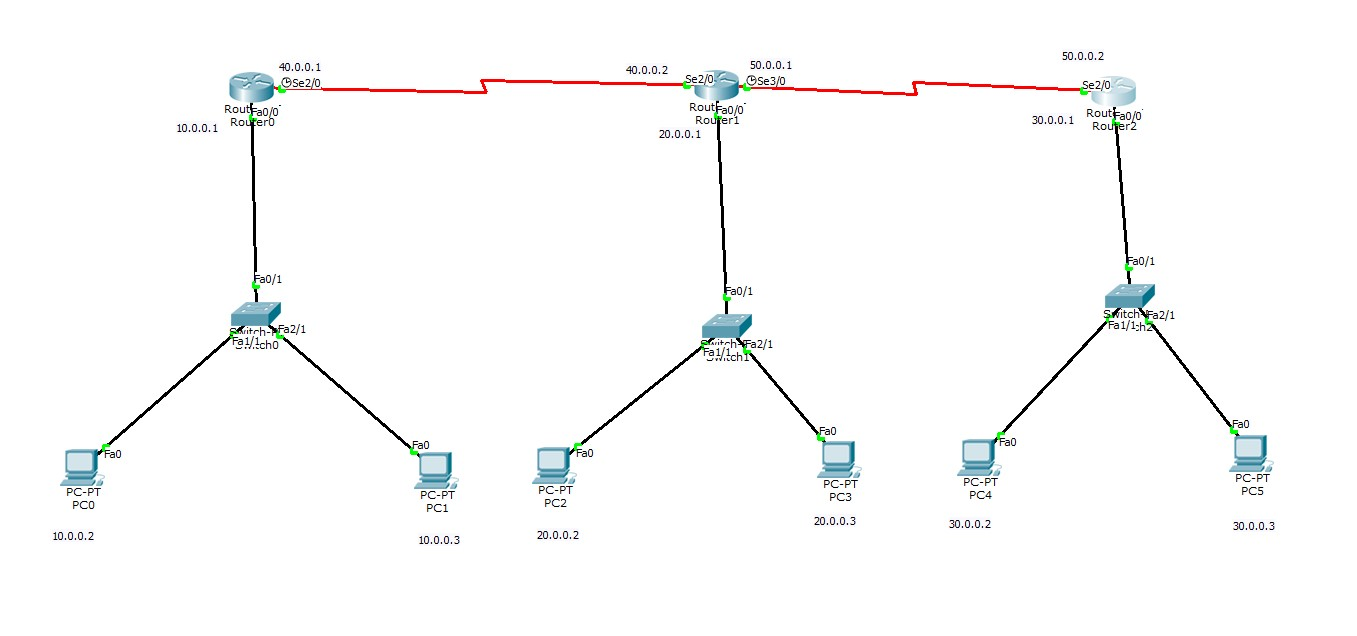 50.0.0.2
40.0.0.1
40.0.0.2
50.0.0.1
Se2/0
Se2/0
Se3/0
Se2/0
Fa0/0
Router0
10.0.0.1
Fa0/0
Router1
20.0.0.1
30.0.0.1
Fa0/0
Router2
Fa0/1
Fa0/1
Fa0/1
Fa2/1
Fa1/1
Fa2/1
Fa1/1
Switch1
Fa2/1
Fa1/1
Fa0
PC-PT
PC0
10.0.0.2
Fa0
PC-PT
PC1
10.0.0.3
Fa0
PC-PT
PC2
20.0.0.2
Fa0
PC-PT
PC3
20.0.0.3
Fa0
PC-PT
PC4
30.0.0.2
Fa0
PC-PT
PC5
30.0.0.3